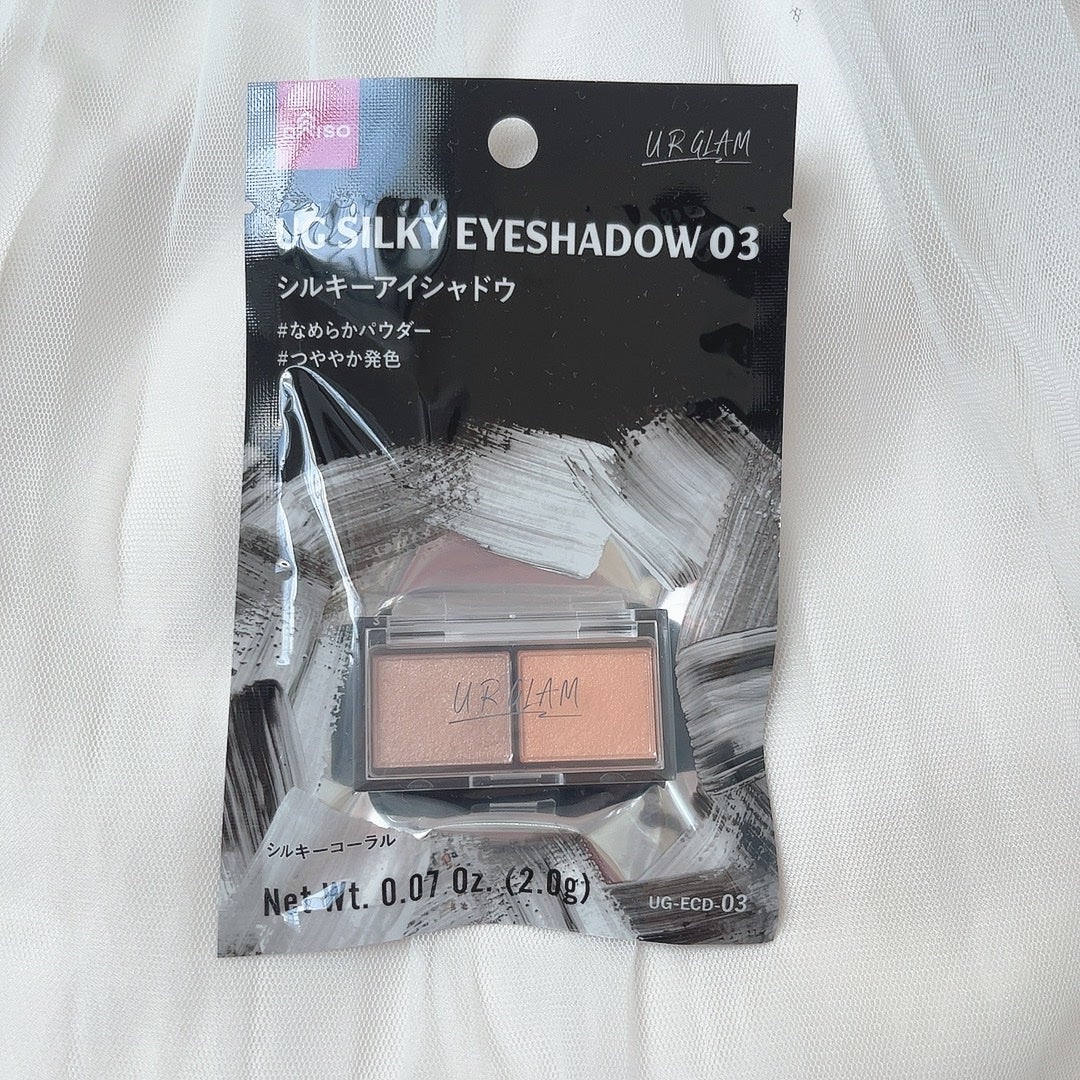 DAISO
UR GLAM
UG SILKY EYESHADOW 03
シルキーアイシャドウ
#なめらかパウダー
#つややか発色
UR GLAM
シルキーコーラル
Net Wt. 0.07 Oz. (2.0g)
UG-ECD-03